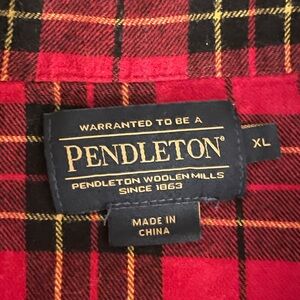 WARRANTED TO BE A
PENDLETON®
XL
PENDLETON WOOLEN MILLS
SINCE 1863
MADE IN
CHINA